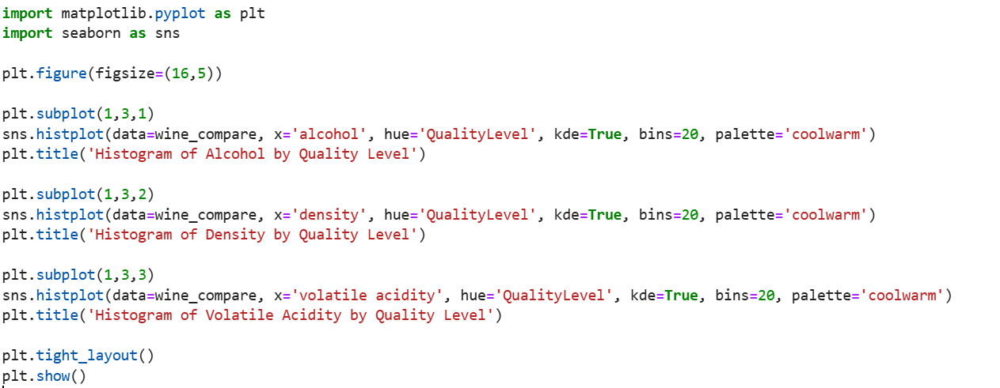 import matplotlib.pyplot as plt
import seaborn as sns
plt.figure(figsize=(16,5))
plt.subplot(1,3,1)
sns.histplot(data=wine_compare, x='alcohol', hue='QualityLevel', kde=True, bins=20, palette='coolwarm')
plt.title('Histogram of Alcohol by Quality Level')
plt.subplot(1,3,2)
sns.histplot(data=wine_compare, x='density', hue='QualityLevel', kde=True, bins=20, palette='coolwarm')
plt.title('Histogram of Density by Quality Level')
plt.subplot(1,3,3)
sns.histplot(data=wine_compare, x='volatile acidity', hue='QualityLevel', kde=True, bins=20, palette='coolwarm')
plt.title('Histogram of Volatile Acidity by Quality Level')
plt.tight_layout()
plt.show()